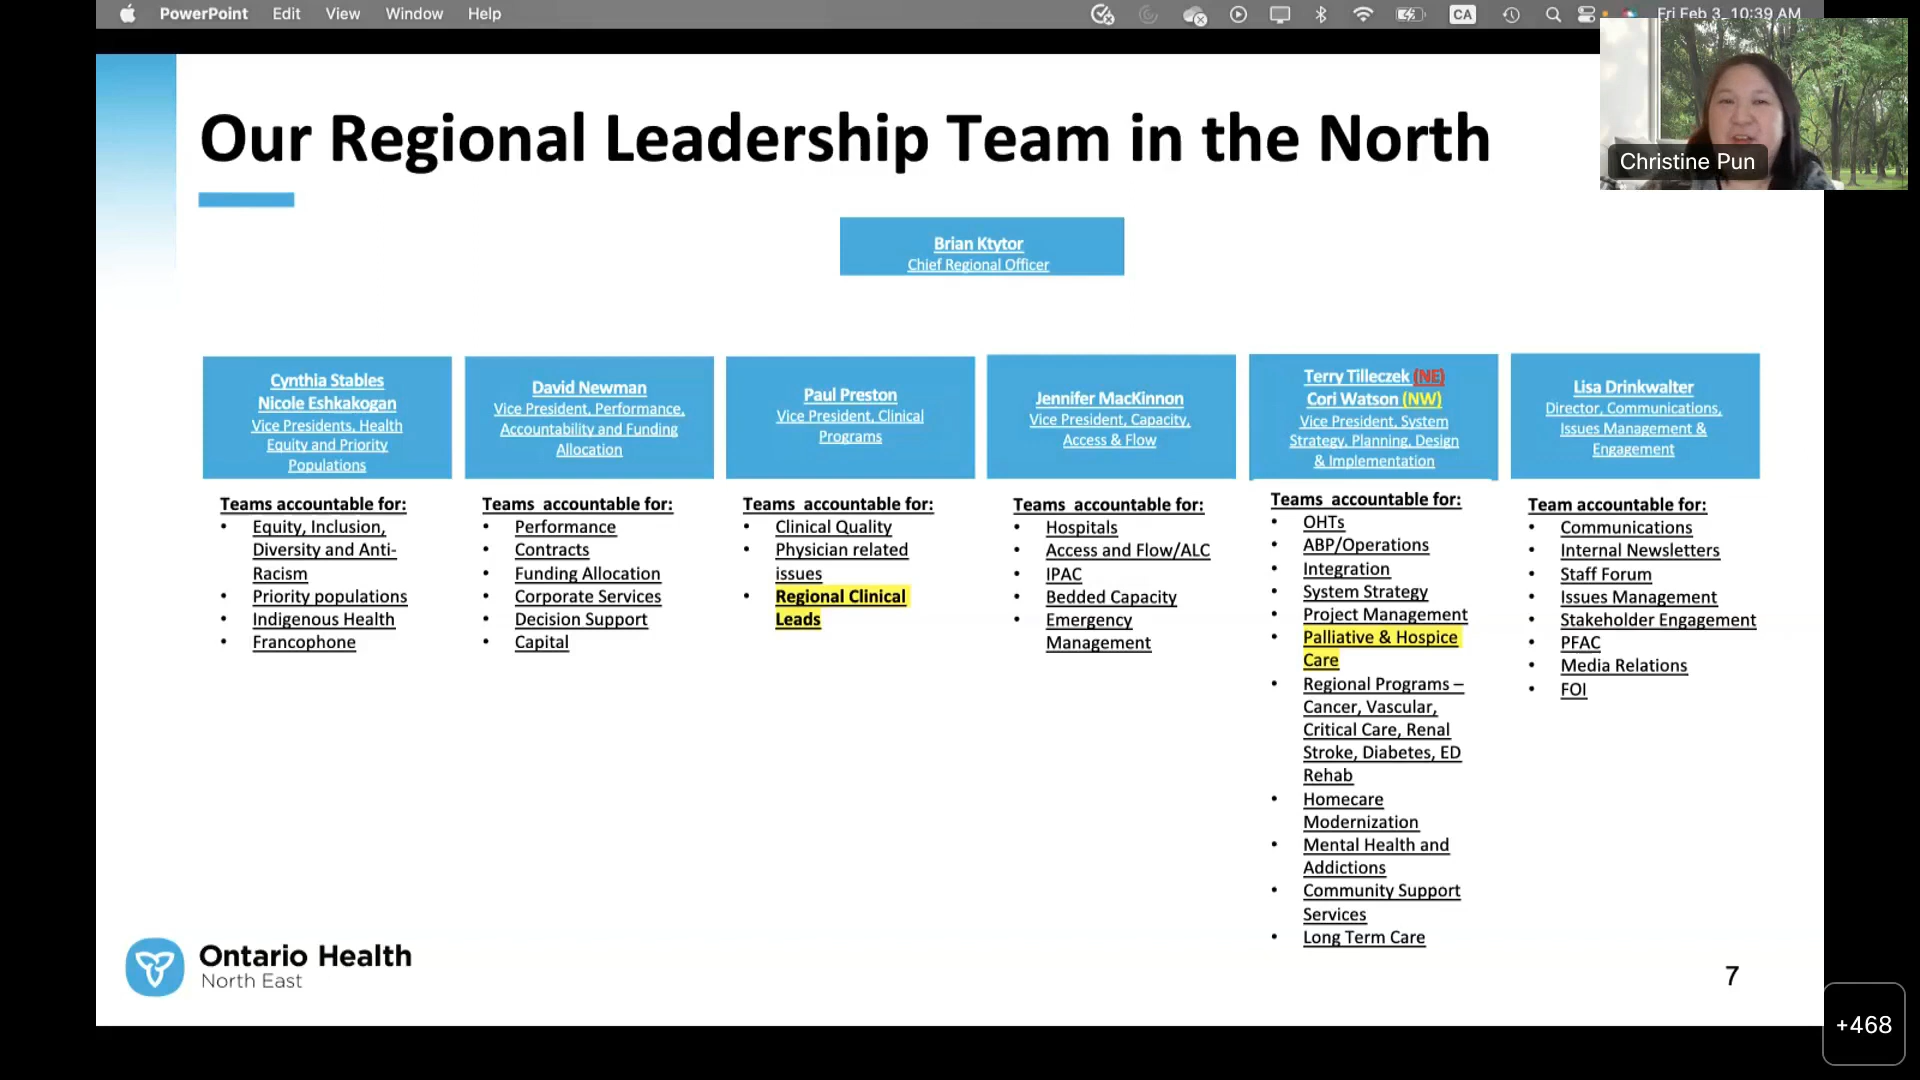 PowerPoint Edit View Window Help
CA
Fri Feb 3 10:39 AM
Christine Pun
Our Regional Leadership Team in the North
Brian Ktytor
Chief Regional Officer
Cynthia Stables
Nicole Eshkakogan
Vice Presidents, Health
Equity and Priority
Populations
Teams accountable for:
• Equity, Inclusion,
Diversity and Anti-
Racism
• Priority populations
• Indigenous Health
• Francophone
David Newman
Vice President, Performance,
Accountability and Funding
Allocation
Teams accountable for:
• Performance
• Contracts
• Funding Allocation
• Corporate Services
• Decision Support
• Capital
Paul Preston
Vice President, Clinical
Programs
Teams accountable for:
• Clinical Quality
• Physician related
issues
• Regional Clinical
Leads
Jennifer MacKinnon
Vice President, Capacity,
Access & Flow
Teams accountable for:
• Hospitals
• Access and Flow/ALC
• IPAC
• Bedded Capacity
• Emergency
Management
Terry Tilleczek (NE)
Cori Watson (NW)
Vice President, System
Strategy, Planning, Design
& Implementation
Teams accountable for:
• OHTs
• ABP/Operations
• Integration
• System Strategy
• Project Management
• Palliative & Hospice
Care
• Regional Programs –
Cancer, Vascular,
Critical Care, Renal
Stroke, Diabetes, ED
Rehab
• Homecare
Modernization
• Mental Health and
Addictions
• Community Support
Services
• Long Term Care
Lisa Drinkwalter
Director, Communications,
Issues Management &
Engagement
Team accountable for:
• Communications
• Internal Newsletters
• Staff Forum
• Issues Management
• Stakeholder Engagement
• PFAC
• Media Relations
• FOI
Ontario Health
North East
7
+468